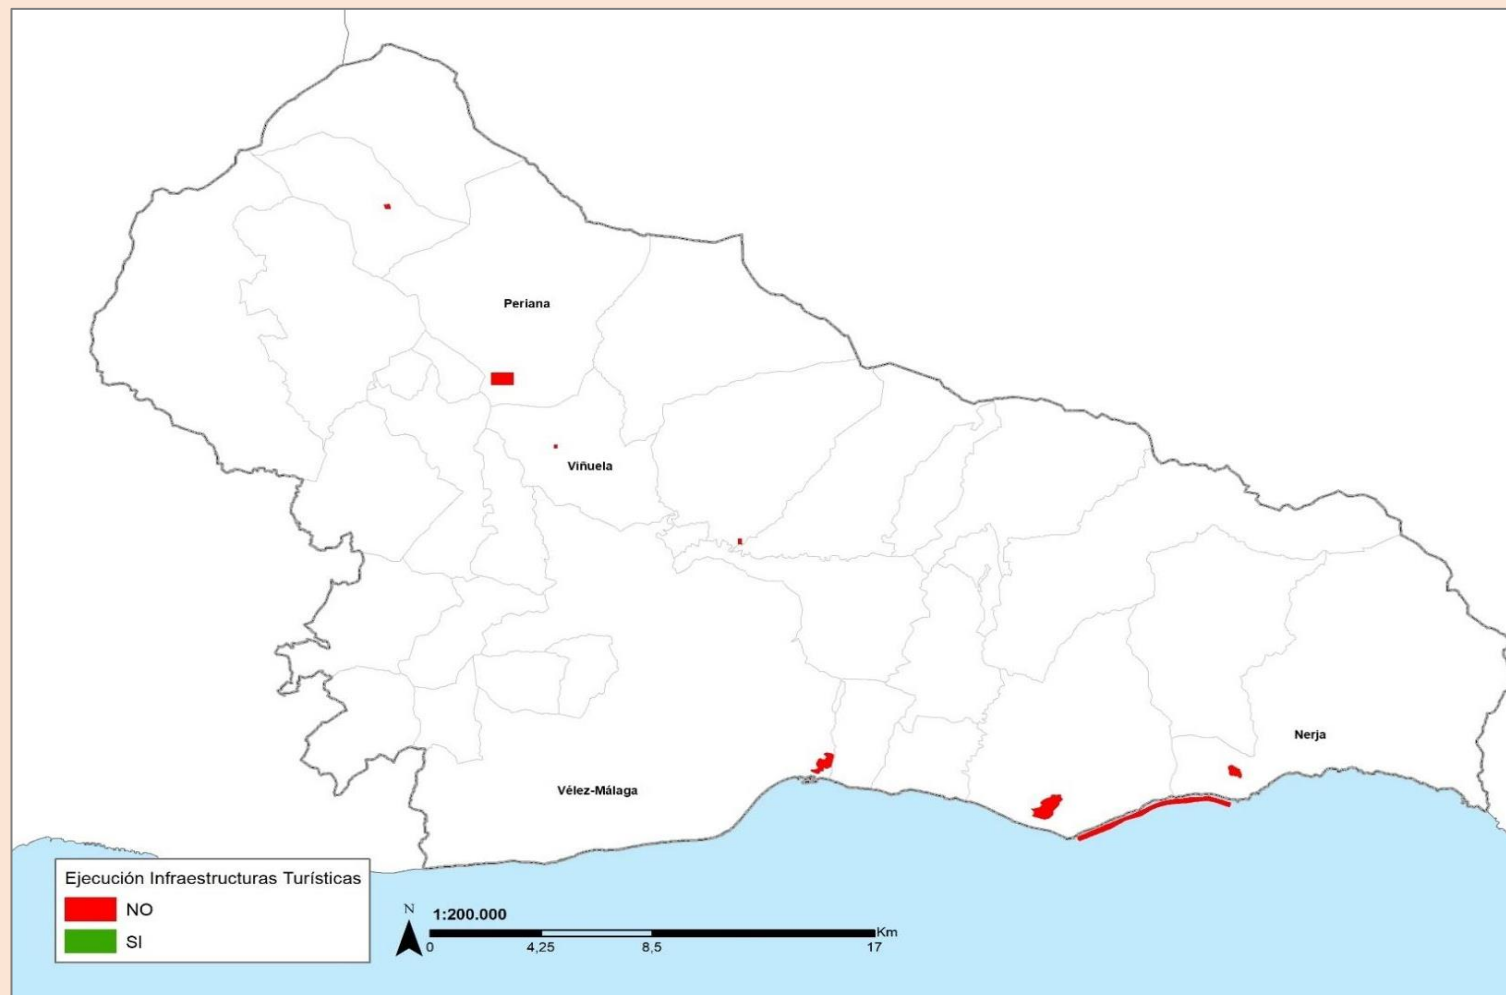 Periana
Viñuela
Nerja
Vélez-Málaga
Ejecución Infraestructuras Turísticas
NO
SI
N
1:200.000
Km
0 4,25 8,5 17